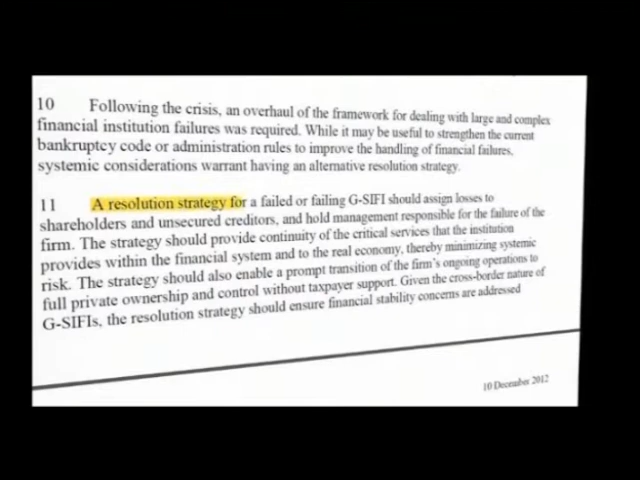 10 Following the crisis, an overhaul of the framework for dealing with large and complex
financial institution failures was required. While it may be useful to strengthen the current
bankruptcy code or administration rules to improve the handling of financial failures,
systemic considerations warrant having an alternative resolution strategy.
11 A resolution strategy for a failed or failing G-SIFI should assign losses to
shareholders and unsecured creditors, and hold management responsible for the failure of the
firm. The strategy should provide continuity of the critical services that the institution
provides within the financial system and to the real economy, thereby minimizing systemic
risk. The strategy should also enable a prompt transition of the firm's ongoing operations to
full private ownership and control without taxpayer support. Given the cross-border nature of
G-SIFIs, the resolution strategy should ensure financial stability concerns are addressed
10 December 2012